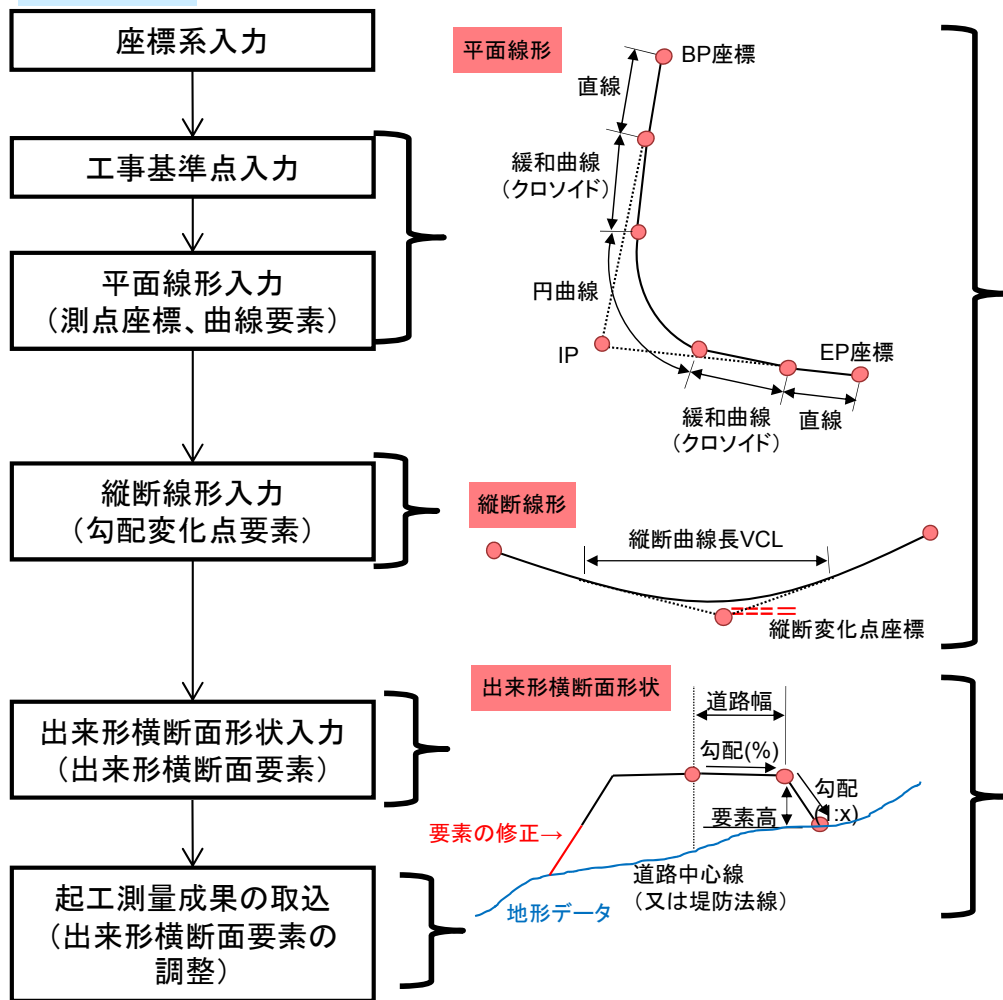 座標系入力
工事基準点入力
平面線形入力
（測点座標、曲線要素）
縦断線形入力
（勾配変化点要素）
出来形横断面形状入力
（出来形横断面要素）
起工測量成果の取込
（出来形横断面要素の
調整）
平面線形
BP座標
直線
緩和曲線
（クロソイド）
円曲線
IP
EP座標
緩和曲線
（クロソイド）
直線
縦断線形
縦断曲線長VCL
縦断変化点座標
出来形横断面形状
道路幅
勾配(%)
勾配
:x)
要素高
要素の修正→
道路中心線
（又は堤防法線）
地形データ